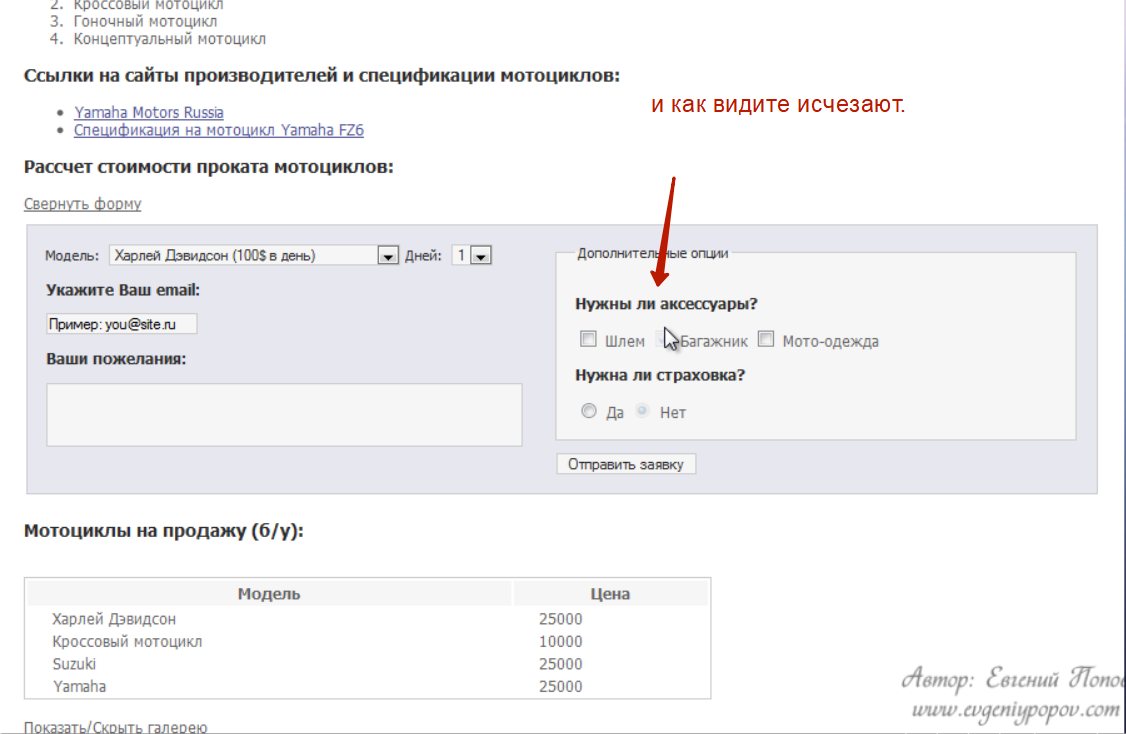 2. Кроссовый мотоцикл
3. Гоночный мотоцикл
4. Концептуальный мотоцикл
Ссылки на сайты производителей и спецификации мотоциклов:
и как видите исчезают.
• Yamaha Motors Russia
• Спецификация на мотоцикл Yamaha FZ6
Рассчет стоимости проката мотоциклов:
Свернуть форму
Модель: Харлей Дэвидсон (100$ в день) Дней: 1
Дополнительные опции
Укажите Ваш email:
Пример: you@site.ru
Ваши пожелания:
Нужны ли аксессуары?
Шлем Багажник Мото-одежда
Нужна ли страховка?
Да Нет
Отправить заявку
Мотоциклы на продажу (б/у):
Модель Цена
Харлей Дэвидсон 25000
Кроссовый мотоцикл 10000
Suzuki 25000
Yamaha 25000
Автор: Евгений Попов
www.evgeniypopov.com
Показать/Скрыть галерею